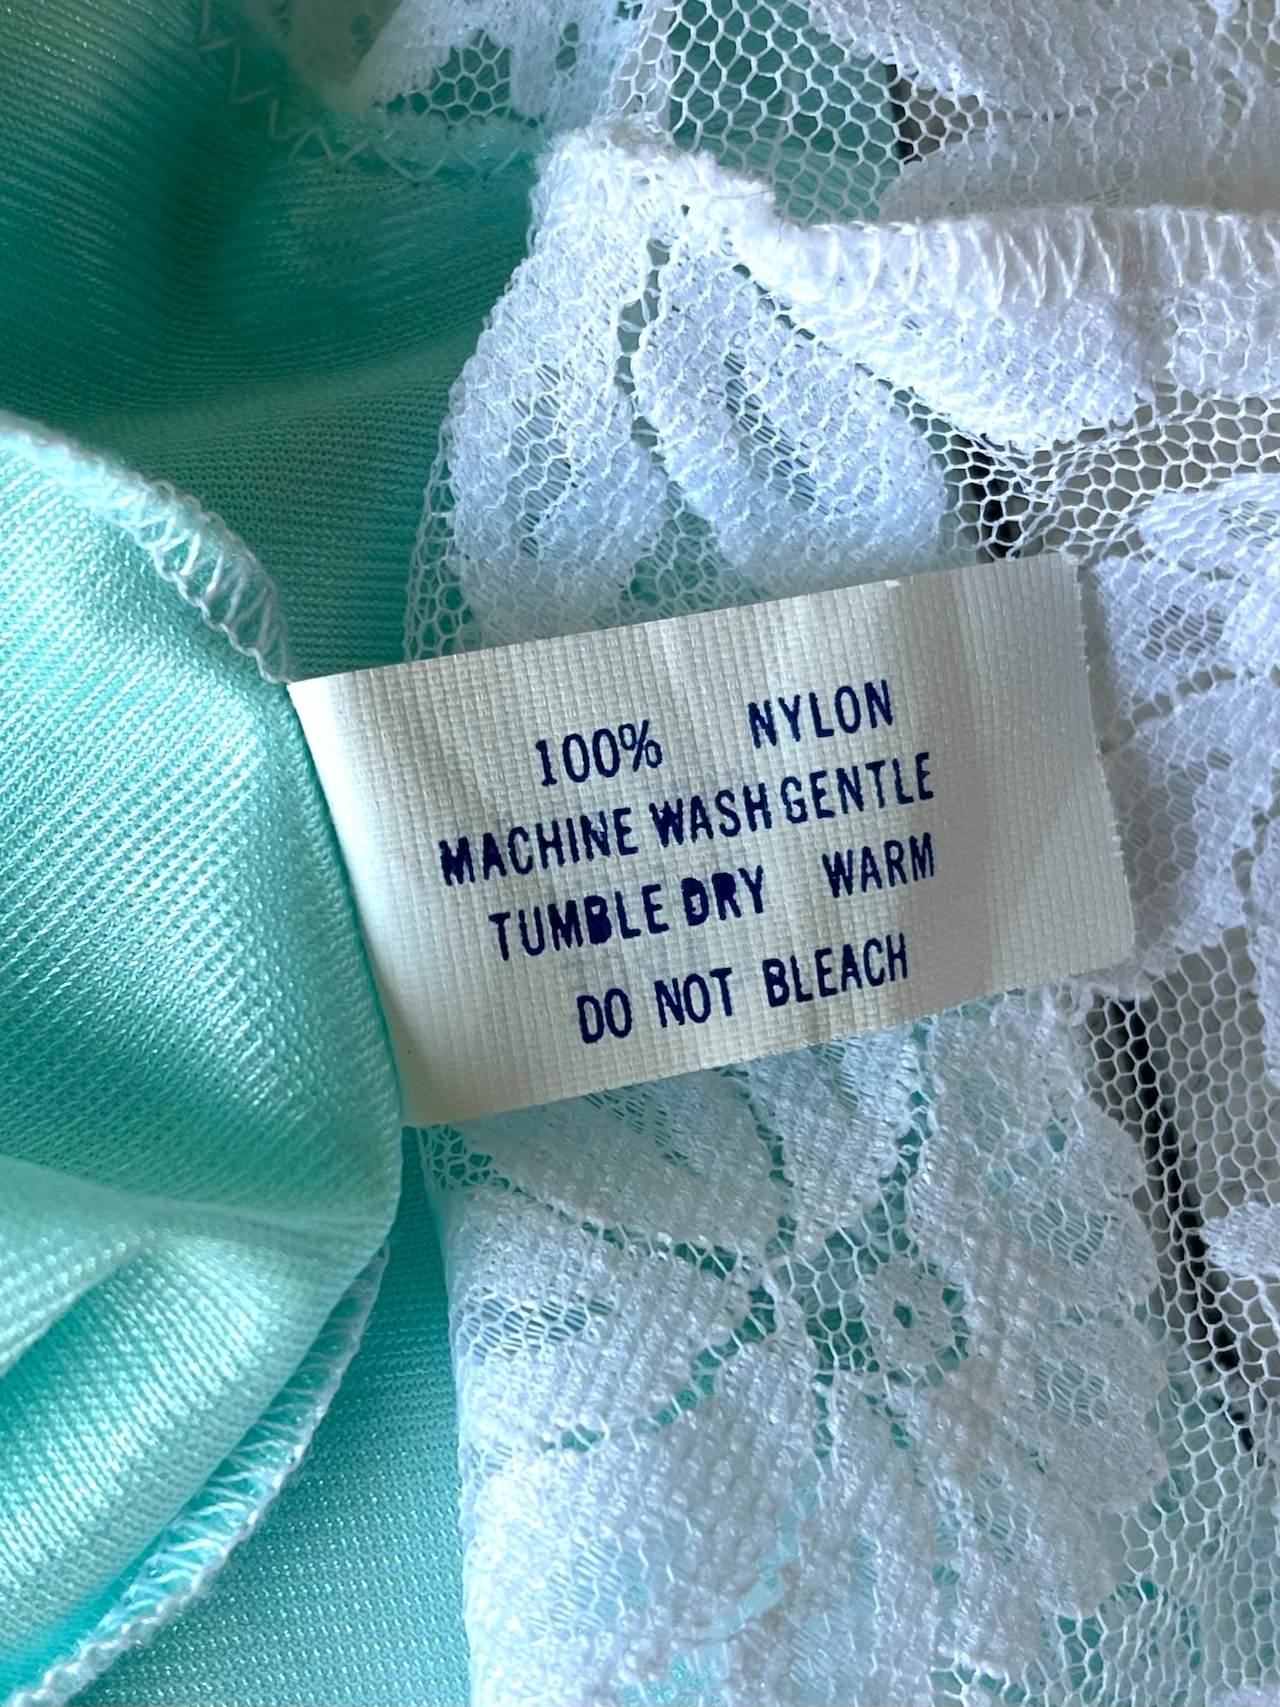 100% NYLON
MACHINE WASH GENTLE
TUMBLE DRY WARM
DO NOT BLEACH